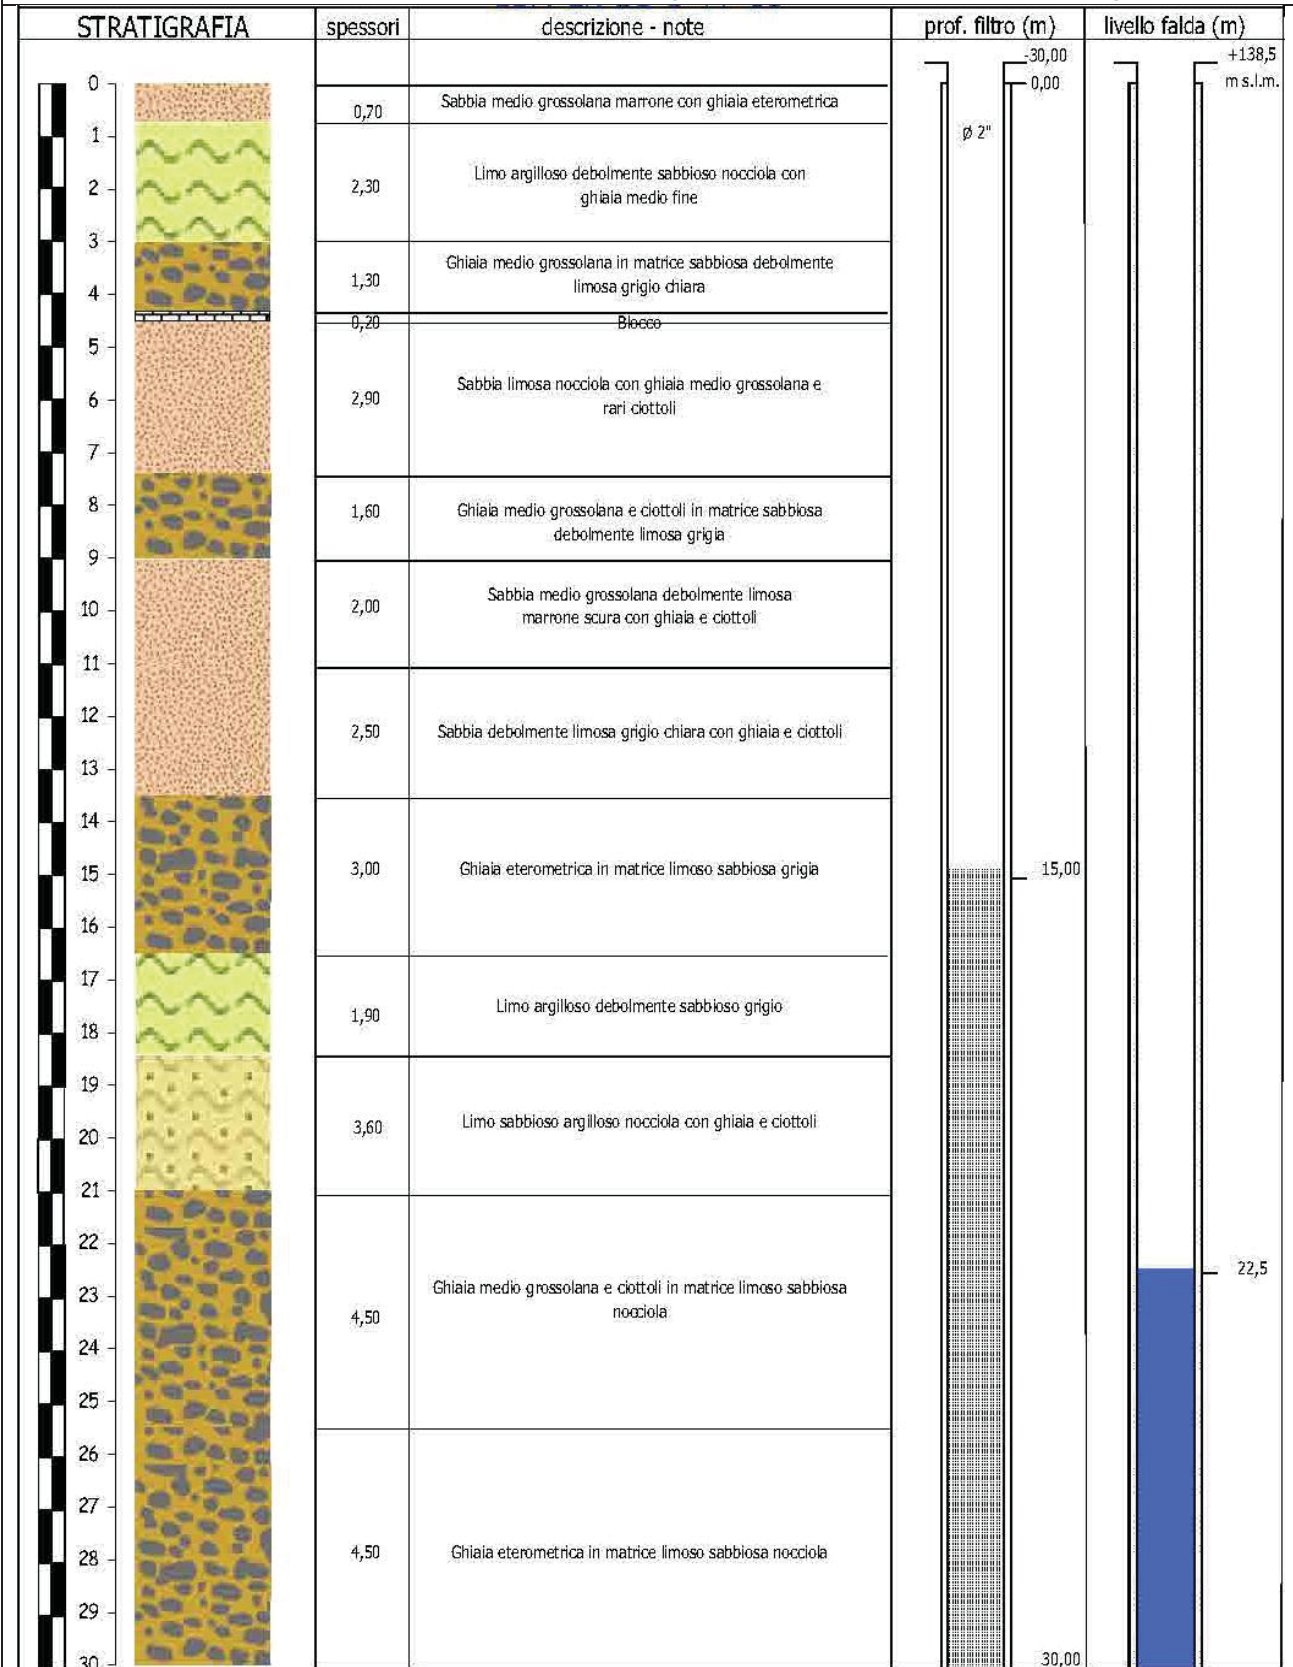 STRATIGRAFIA spessori descrizione - note prof. filtro (m) livello falda (m)
-30,00 +138,5
0 0,00 m s.l.m.
0,70 Sabbia medio grossolana marrone con ghiaia eterometrica
ø 2"
1
2,30 Limo argilloso debolmente sabbioso nocciola con
ghiaia medio fine
2
3
1,30 Ghiaia medio grossolana in matrice sabbiosa debolmente
limosa grigio chiara
4
0,20 Blocco
5
2,90 Sabbia limosa nocciola con ghiaia medio grossolana e
rari ciottoli
6
7
8
1,60 Ghiaia medio grossolana e ciottoli in matrice sabbiosa
debolmente limosa grigia
9
2,00 Sabbia medio grossolana debolmente limosa
marrone scura con ghiaia e ciottoli
10
11
12
2,50 Sabbia debolmente limosa grigio chiara con ghiaia e ciottoli
13
14
3,00 Ghiaia eterometrica in matrice limoso sabbiosa grigia
15,00
15
16
17
1,90 Limo argilloso debolmente sabbioso grigio
18
19
3,60 Limo sabbioso argilloso nocciola con ghiaia e ciottoli
20
21
22
22,5
4,50 Ghiaia medio grossolana e ciottoli in matrice limoso sabbiosa
nocciola
23
24
25
26
27
4,50 Ghiaia eterometrica in matrice limoso sabbiosa nocciola
28
29
30 30,00